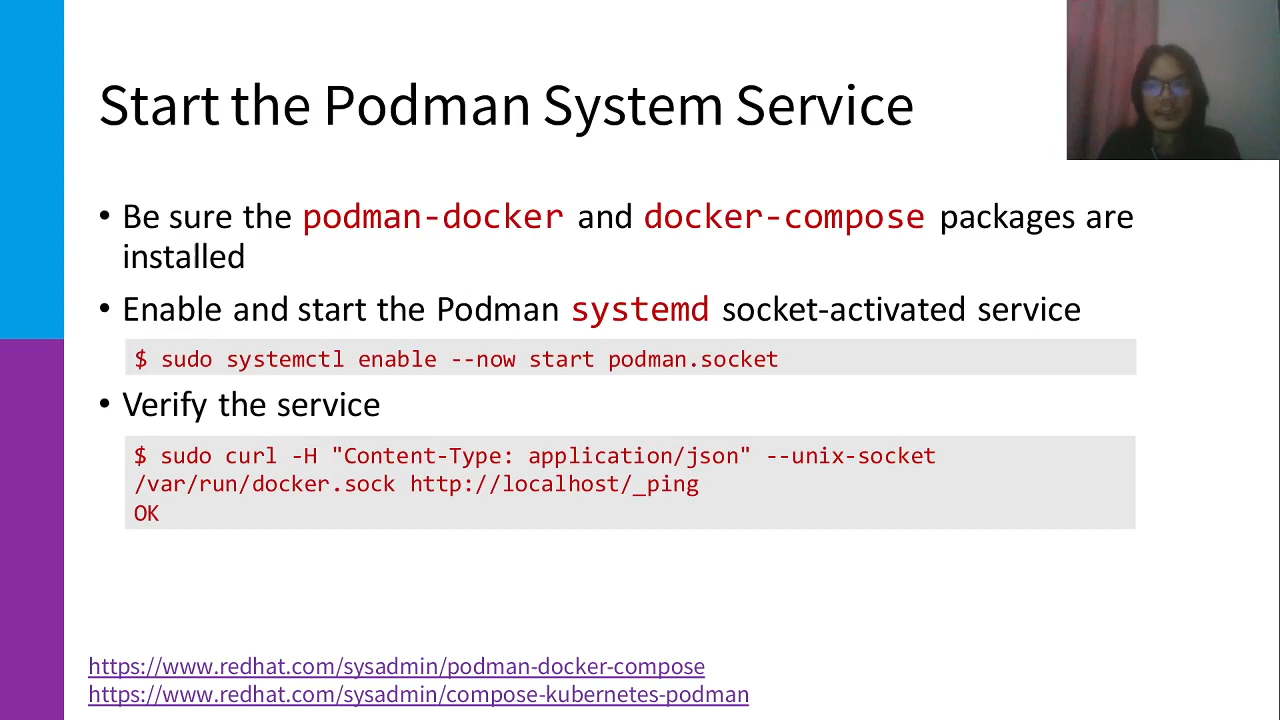 Start the Podman System Service
• Be sure the podman-docker and docker-compose packages are
installed
• Enable and start the Podman systemd socket-activated service
$ sudo systemctl enable --now start podman.socket
• Verify the service
$ sudo curl -H "Content-Type: application/json" --unix-socket
/var/run/docker.sock http://localhost/_ping
OK
https://www.redhat.com/sysadmin/podman-docker-compose
https://www.redhat.com/sysadmin/compose-kubernetes-podman